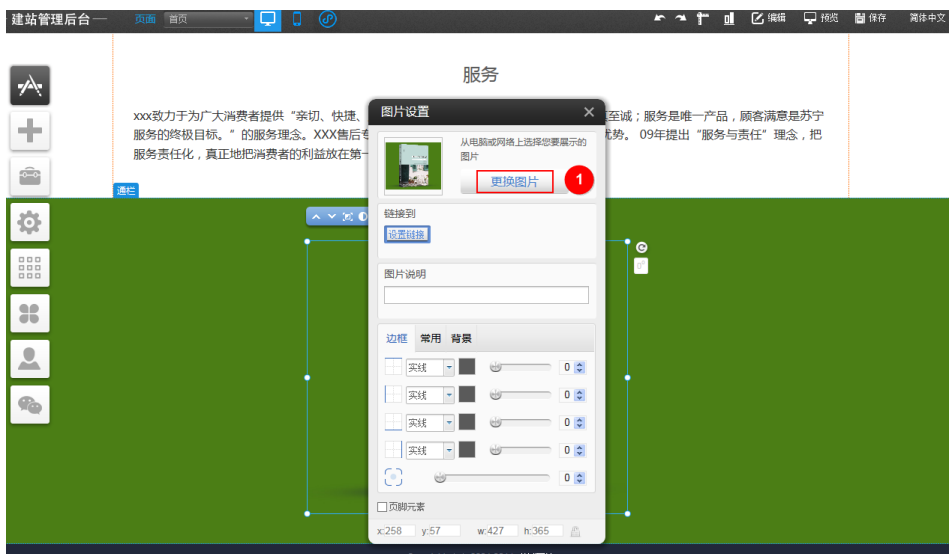 建站管理后台 页面 首页 编辑 预览 保存 简体中文
服务
xxx致力于为广大消费者提供“亲切、快捷、 至诚；服务是唯一产品，顾客满意是苏宁
服务的终极目标。”的服务理念。XXX售后专 优势。 09年提出“服务与责任”理念，把
服务责任化，真正地把消费者的利益放在第一
通栏
图片设置
从电脑或网络上选择您要展示的
图片
更换图片 1
链接到
设置链接
图片说明
边框 常用 背景
实线 0
实线 0
实线 0
实线 0
0
页脚元素
x:258 y:57 w:427 h:365
0°